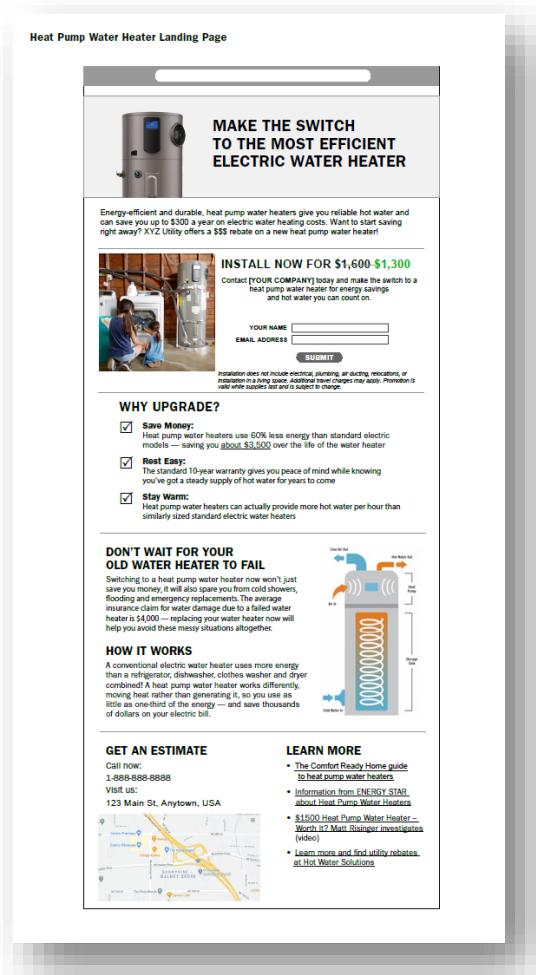 Heat Pump Water Heater Landing Page
MAKE THE SWITCH
TO THE MOST EFFICIENT
ELECTRIC WATER HEATER
Energy-efficient and durable, heat pump water heaters give you reliable hot water and
can save you up to $300 a year on electric water heating costs. Want to start saving
right away? XYZ Utility offers a $$$ rebate on a new heat pump water heater!
INSTALL NOW FOR $1,600 $1,300
Contact [YOUR COMPANY] today and make the switch to a
heat pump water heater for energy savings
and hot water you can count on.
YOUR NAME
EMAIL ADDRESS
SUBMIT
Installation does not include electrical, plumbing, air ducting, relocations, or
installation in a living space. Additional travel charges may apply. Promotion is
valid while supplies last and is subject to change.
WHY UPGRADE?
Save Money:
Heat pump water heaters use 60% less energy than standard electric
models — saving you about $3,500 over the life of the water heater
Rest Easy:
The standard 10-year warranty gives you peace of mind while knowing
you've got a steady supply of hot water for years to come
Stay Warm:
Heat pump water heaters can actually provide more hot water per hour than
similarly sized standard electric water heaters
DON'T WAIT FOR YOUR
OLD WATER HEATER TO FAIL
Switching to a heat pump water heater now won't just
save you money, it will also spare you from cold showers,
flooding and emergency replacements. The average
insurance claim for water damage due to a failed water
heater is $4,000 — replacing your water heater now will
help you avoid these messy situations altogether.
Cool Air Out
Hot Water Out
Heat
Pump
Air In
Storage
Tank
Cold Water In
HOW IT WORKS
A conventional electric water heater uses more energy
than a refrigerator, dishwasher, clothes washer and dryer
combined! A heat pump water heater works differently,
moving heat rather than generating it, so you use as
little as one-third of the energy — and save thousands
of dollars on your electric bill.
GET AN ESTIMATE
Call now:
1-888-888-8888
Visit us:
123 Main St, Anytown, USA
SUNNYSIDE -
WALNUT GROVE
LEARN MORE
• The Comfort Ready Home guide
to heat pump water heaters
• Information from ENERGY STAR
about Heat Pump Water Heaters
• $1500 Heat Pump Water Heater –
Worth It? Matt Risinger investigates
(video)
• Learn more and find utility rebates
at Hot Water Solutions